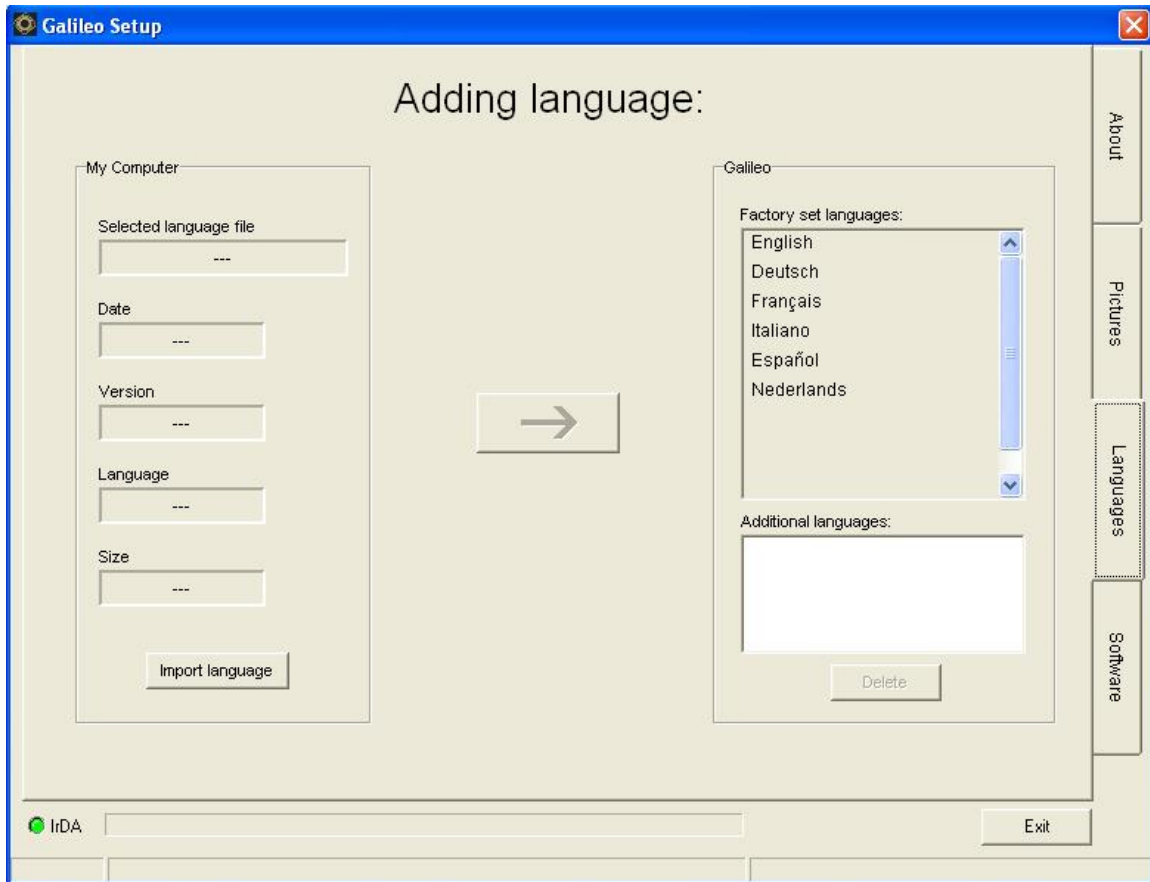 Galileo Setup
Adding language:
My Computer
Selected language file
---
Date
---
Version
---
Language
---
Size
---
Import language
Galileo
Factory set languages:
English
Deutsch
Français
Italiano
Español
Nederlands
Additional languages:
Delete
About
Pictures
Languages
Software
IrDA
Exit